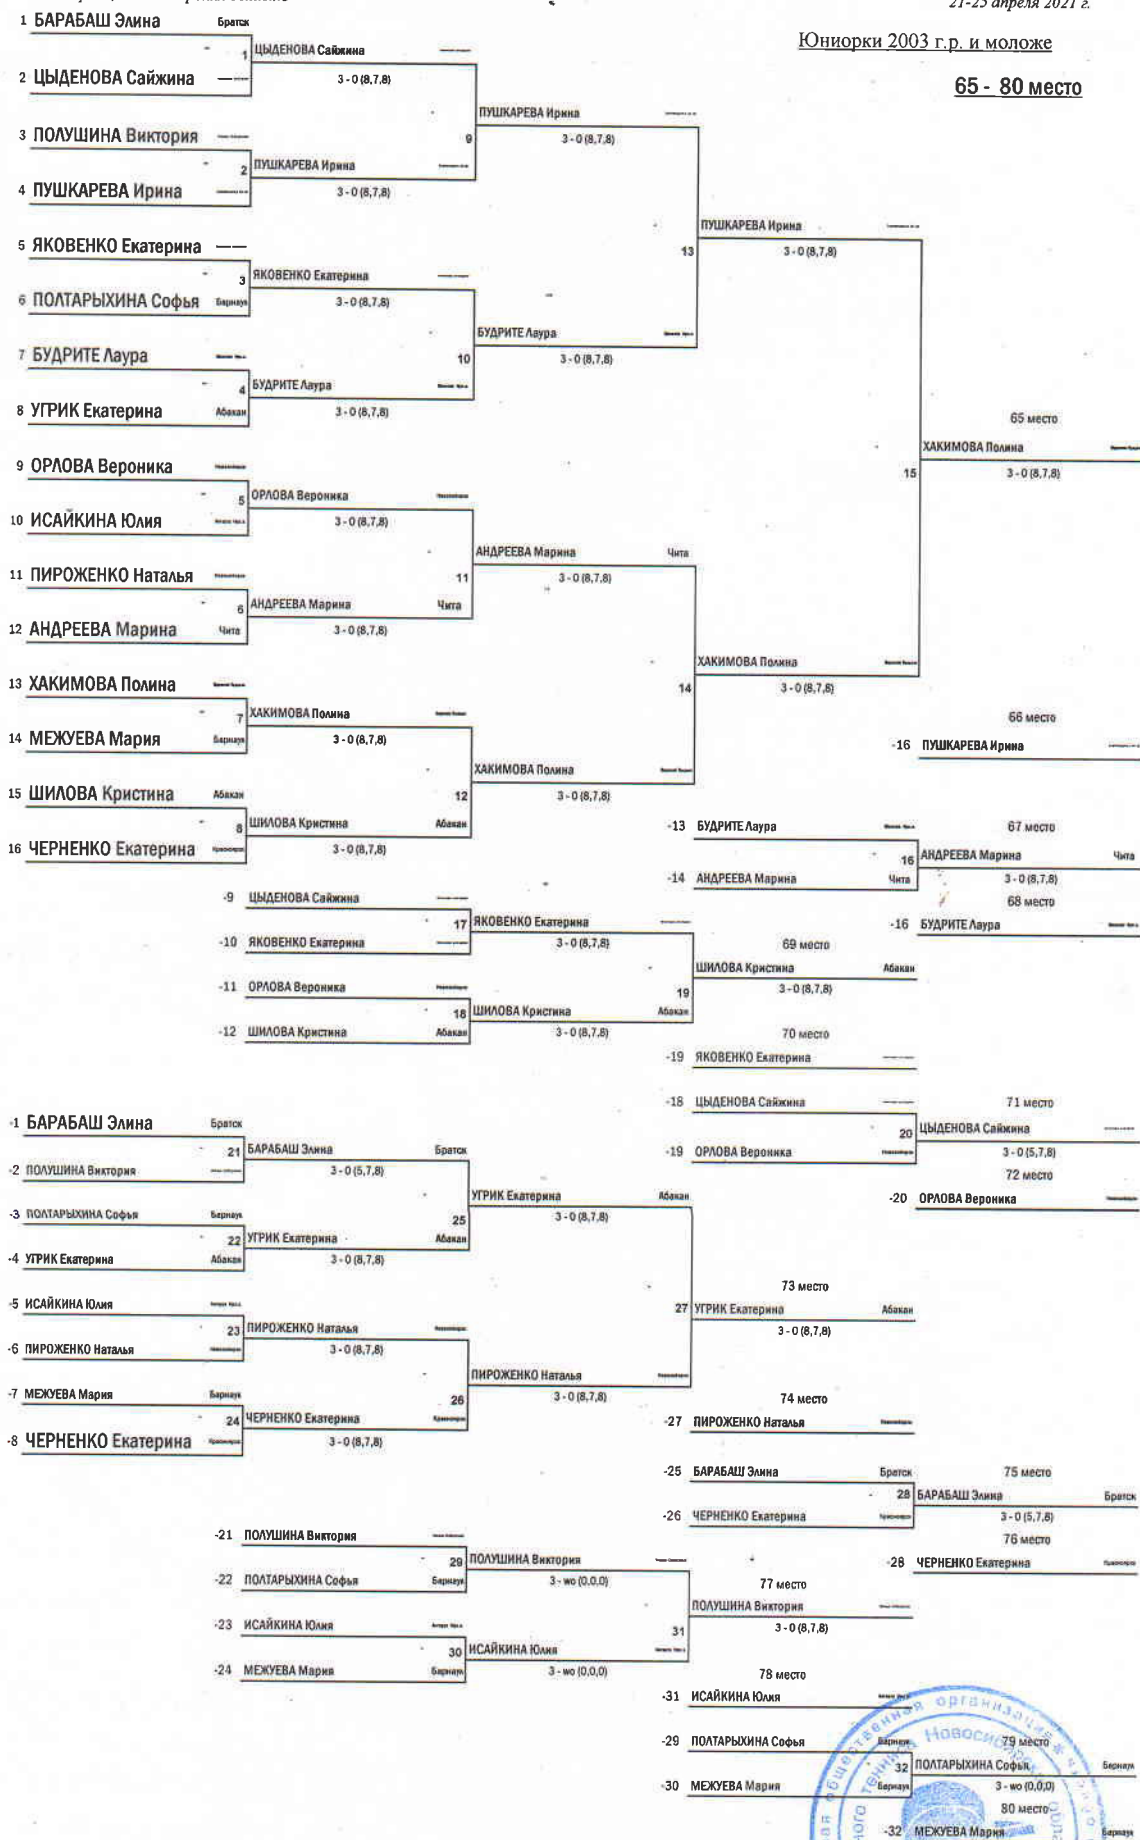 21-25 апреля 2021 г.
Юниорки 2003 г.р. и моложе
65 - 80 место
1 БАРАБАШ Элина Братск
1 ЦЫДЕНОВА Сайжина
2 ЦЫДЕНОВА Сайжина
3 - 0 (8,7,8)
ПУШКАРЕВА Ирина
3 ПОЛУШИНА Виктория
9 3 - 0 (8,7,8)
2 ПУШКАРЕВА Ирина
4 ПУШКАРЕВА Ирина
3 - 0 (8,7,8)
ПУШКАРЕВА Ирина
5 ЯКОВЕНКО Екатерина
13 3 - 0 (8,7,8)
3 ЯКОВЕНКО Екатерина
6 ПОЛТАРЫХИНА Софья Барнаул
3 - 0 (8,7,8)
БУДРИТЕ Лаура
7 БУДРИТЕ Лаура
10 3 - 0 (8,7,8)
4 БУДРИТЕ Лаура
8 УГРИК Екатерина Абакан
3 - 0 (8,7,8)
65 место
ХАКИМОВА Полина
9 ОРЛОВА Вероника
15 3 - 0 (8,7,8)
5 ОРЛОВА Вероника
10 ИСАЙКИНА Юлия
3 - 0 (8,7,8)
АНДРЕЕВА Марина Чита
11 ПИРОЖЕНКО Наталья
11 3 - 0 (8,7,8)
6 АНДРЕЕВА Марина Чита
12 АНДРЕЕВА Марина Чита
3 - 0 (8,7,8)
ХАКИМОВА Полина
13 ХАКИМОВА Полина
14 3 - 0 (8,7,8)
7 ХАКИМОВА Полина
66 место
14 МЕЖУЕВА Мария Барнаул
3 - 0 (8,7,8)
-16 ПУШКАРЕВА Ирина
ХАКИМОВА Полина
15 ШИЛОВА Кристина Абакан
12 3 - 0 (8,7,8)
8 ШИЛОВА Кристина Абакан
-13 БУДРИТЕ Лаура
67 место
16 ЧЕРНЕНКО Екатерина Красноярск
3 - 0 (8,7,8)
16 АНДРЕЕВА Марина Чита
-14 АНДРЕЕВА Марина Чита
3 - 0 (8,7,8)
-9 ЦЫДЕНОВА Сайжина
68 место
17 ЯКОВЕНКО Екатерина
-16 БУДРИТЕ Лаура
-10 ЯКОВЕНКО Екатерина
3 - 0 (8,7,8)
69 место
ШИЛОВА Кристина Абакан
-11 ОРЛОВА Вероника
19 3 - 0 (8,7,8)
18 ШИЛОВА Кристина Абакан
-12 ШИЛОВА Кристина Абакан
3 - 0 (8,7,8)
70 место
-19 ЯКОВЕНКО Екатерина
-18 ЦЫДЕНОВА Сайжина
71 место
-1 БАРАБАШ Элина Братск
20 ЦЫДЕНОВА Сайжина
21 БАРАБАШ Элина Братск
-19 ОРЛОВА Вероника
3 - 0 (5,7,8)
-2 ПОЛУШИНА Виктория
3 - 0 (5,7,8)
72 место
УГРИК Екатерина Абакан
-20 ОРЛОВА Вероника
-3 ПОЛТАРЫХИНА Софья Барнаул
25 3 - 0 (8,7,8)
22 УГРИК Екатерина Абакан
-4 УГРИК Екатерина Абакан
3 - 0 (8,7,8)
73 место
-5 ИСАЙКИНА Юлия
27 УГРИК Екатерина Абакан
23 ПИРОЖЕНКО Наталья
3 - 0 (8,7,8)
-6 ПИРОЖЕНКО Наталья
3 - 0 (8,7,8)
ПИРОЖЕНКО Наталья
-7 МЕЖУЕВА Мария Барнаул
26 3 - 0 (8,7,8)
74 место
24 ЧЕРНЕНКО Екатерина Красноярск
-27 ПИРОЖЕНКО Наталья
-8 ЧЕРНЕНКО Екатерина Красноярск
3 - 0 (8,7,8)
-25 БАРАБАШ Элина Братск
75 место
28 БАРАБАШ Элина Братск
-26 ЧЕРНЕНКО Екатерина Красноярск
3 - 0 (5,7,8)
-21 ПОЛУШИНА Виктория
76 место
29 ПОЛУШИНА Виктория
-28 ЧЕРНЕНКО Екатерина Красноярск
-22 ПОЛТАРЫХИНА Софья Барнаул
3 - wo (0,0,0)
77 место
ПОЛУШИНА Виктория
-23 ИСАЙКИНА Юлия
31 3 - 0 (8,7,8)
30 ИСАЙКИНА Юлия
-24 МЕЖУЕВА Мария Барнаул
3 - wo (0,0,0)
78 место
-31 ИСАЙКИНА Юлия
-29 ПОЛТАРЫХИНА Софья Барнаул
79 место
32 ПОЛТАРЫХИНА Софья Барнаул
-30 МЕЖУЕВА Мария Барнаул
3 - wo (0,0,0)
80 место
-32 МЕЖУЕВА Мария Барнаул
общественная организация
тенниса Новосибирск